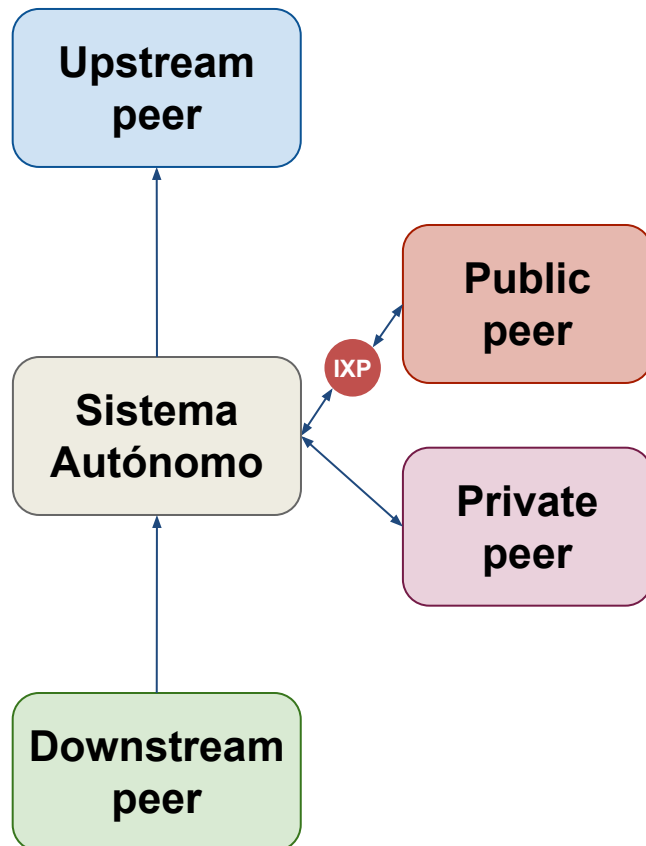 Upstream
peer
Public
peer
IXP
Sistema
Autónomo
Private
peer
Downstream
peer